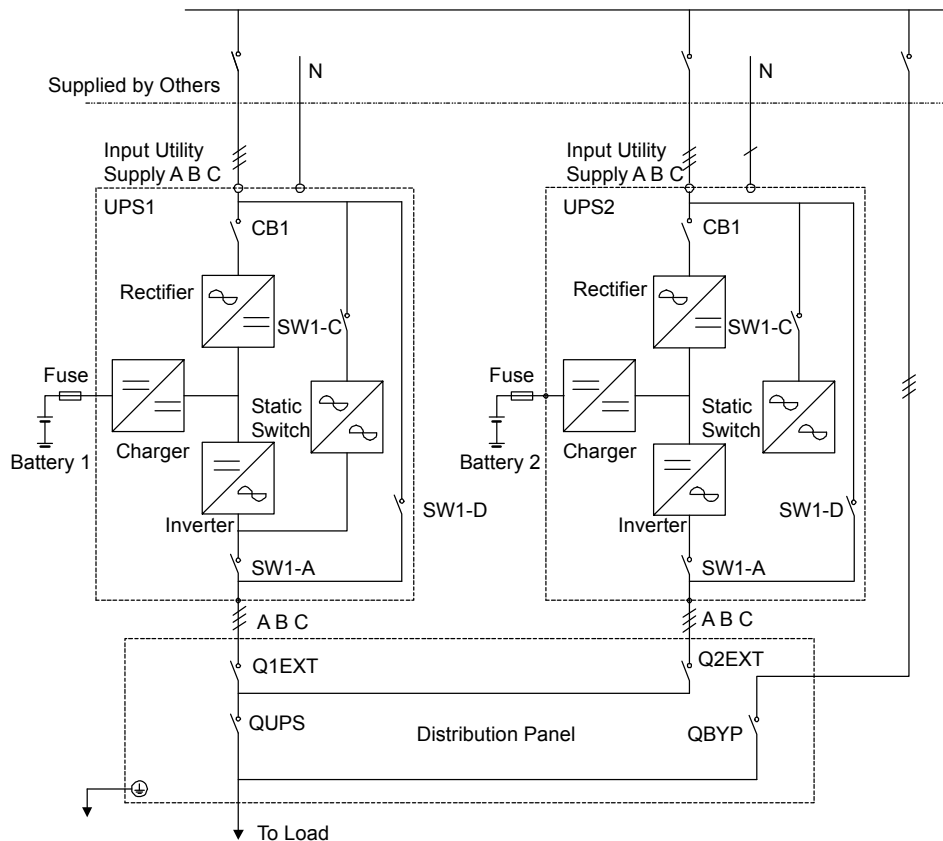 N
N
Supplied by Others
Input Utility
Supply A B C
Input Utility
Supply A B C
UPS1
CB1
UPS2
CB1
Rectifier
Rectifier
SW1-C
SW1-C
Fuse
Fuse
Static
Switch
Static
Switch
Battery 1
Charger
Battery 2
Charger
SW1-D
SW1-D
Inverter
Inverter
SW1-A
SW1-A
A B C
A B C
Q1EXT
Q2EXT
QUPS
Distribution Panel
QBYP
To Load